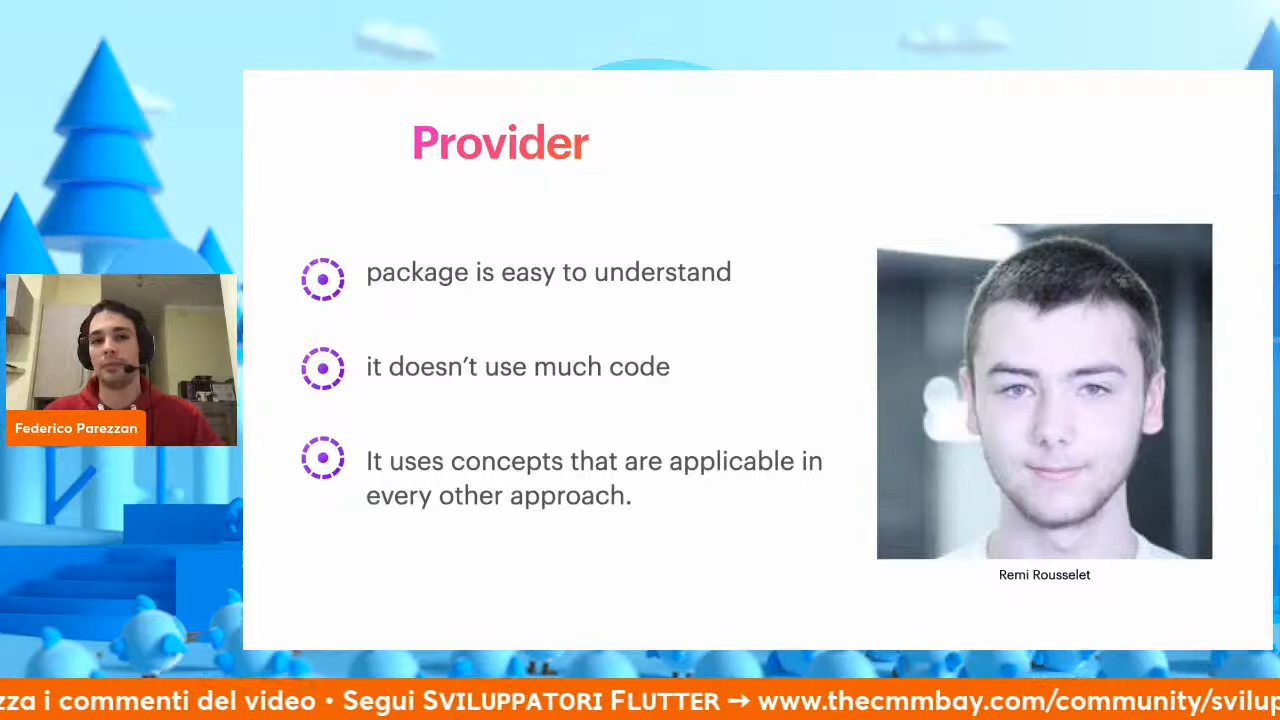 Provider
package is easy to understand
it doesn’t use much code
It uses concepts that are applicable in
every other approach.
Remi Rousselet
Federico Parezzan
zza i commenti del video • Segui SVILUPPATORI FLUTTER → www.thecmmbay.com/community/svilup